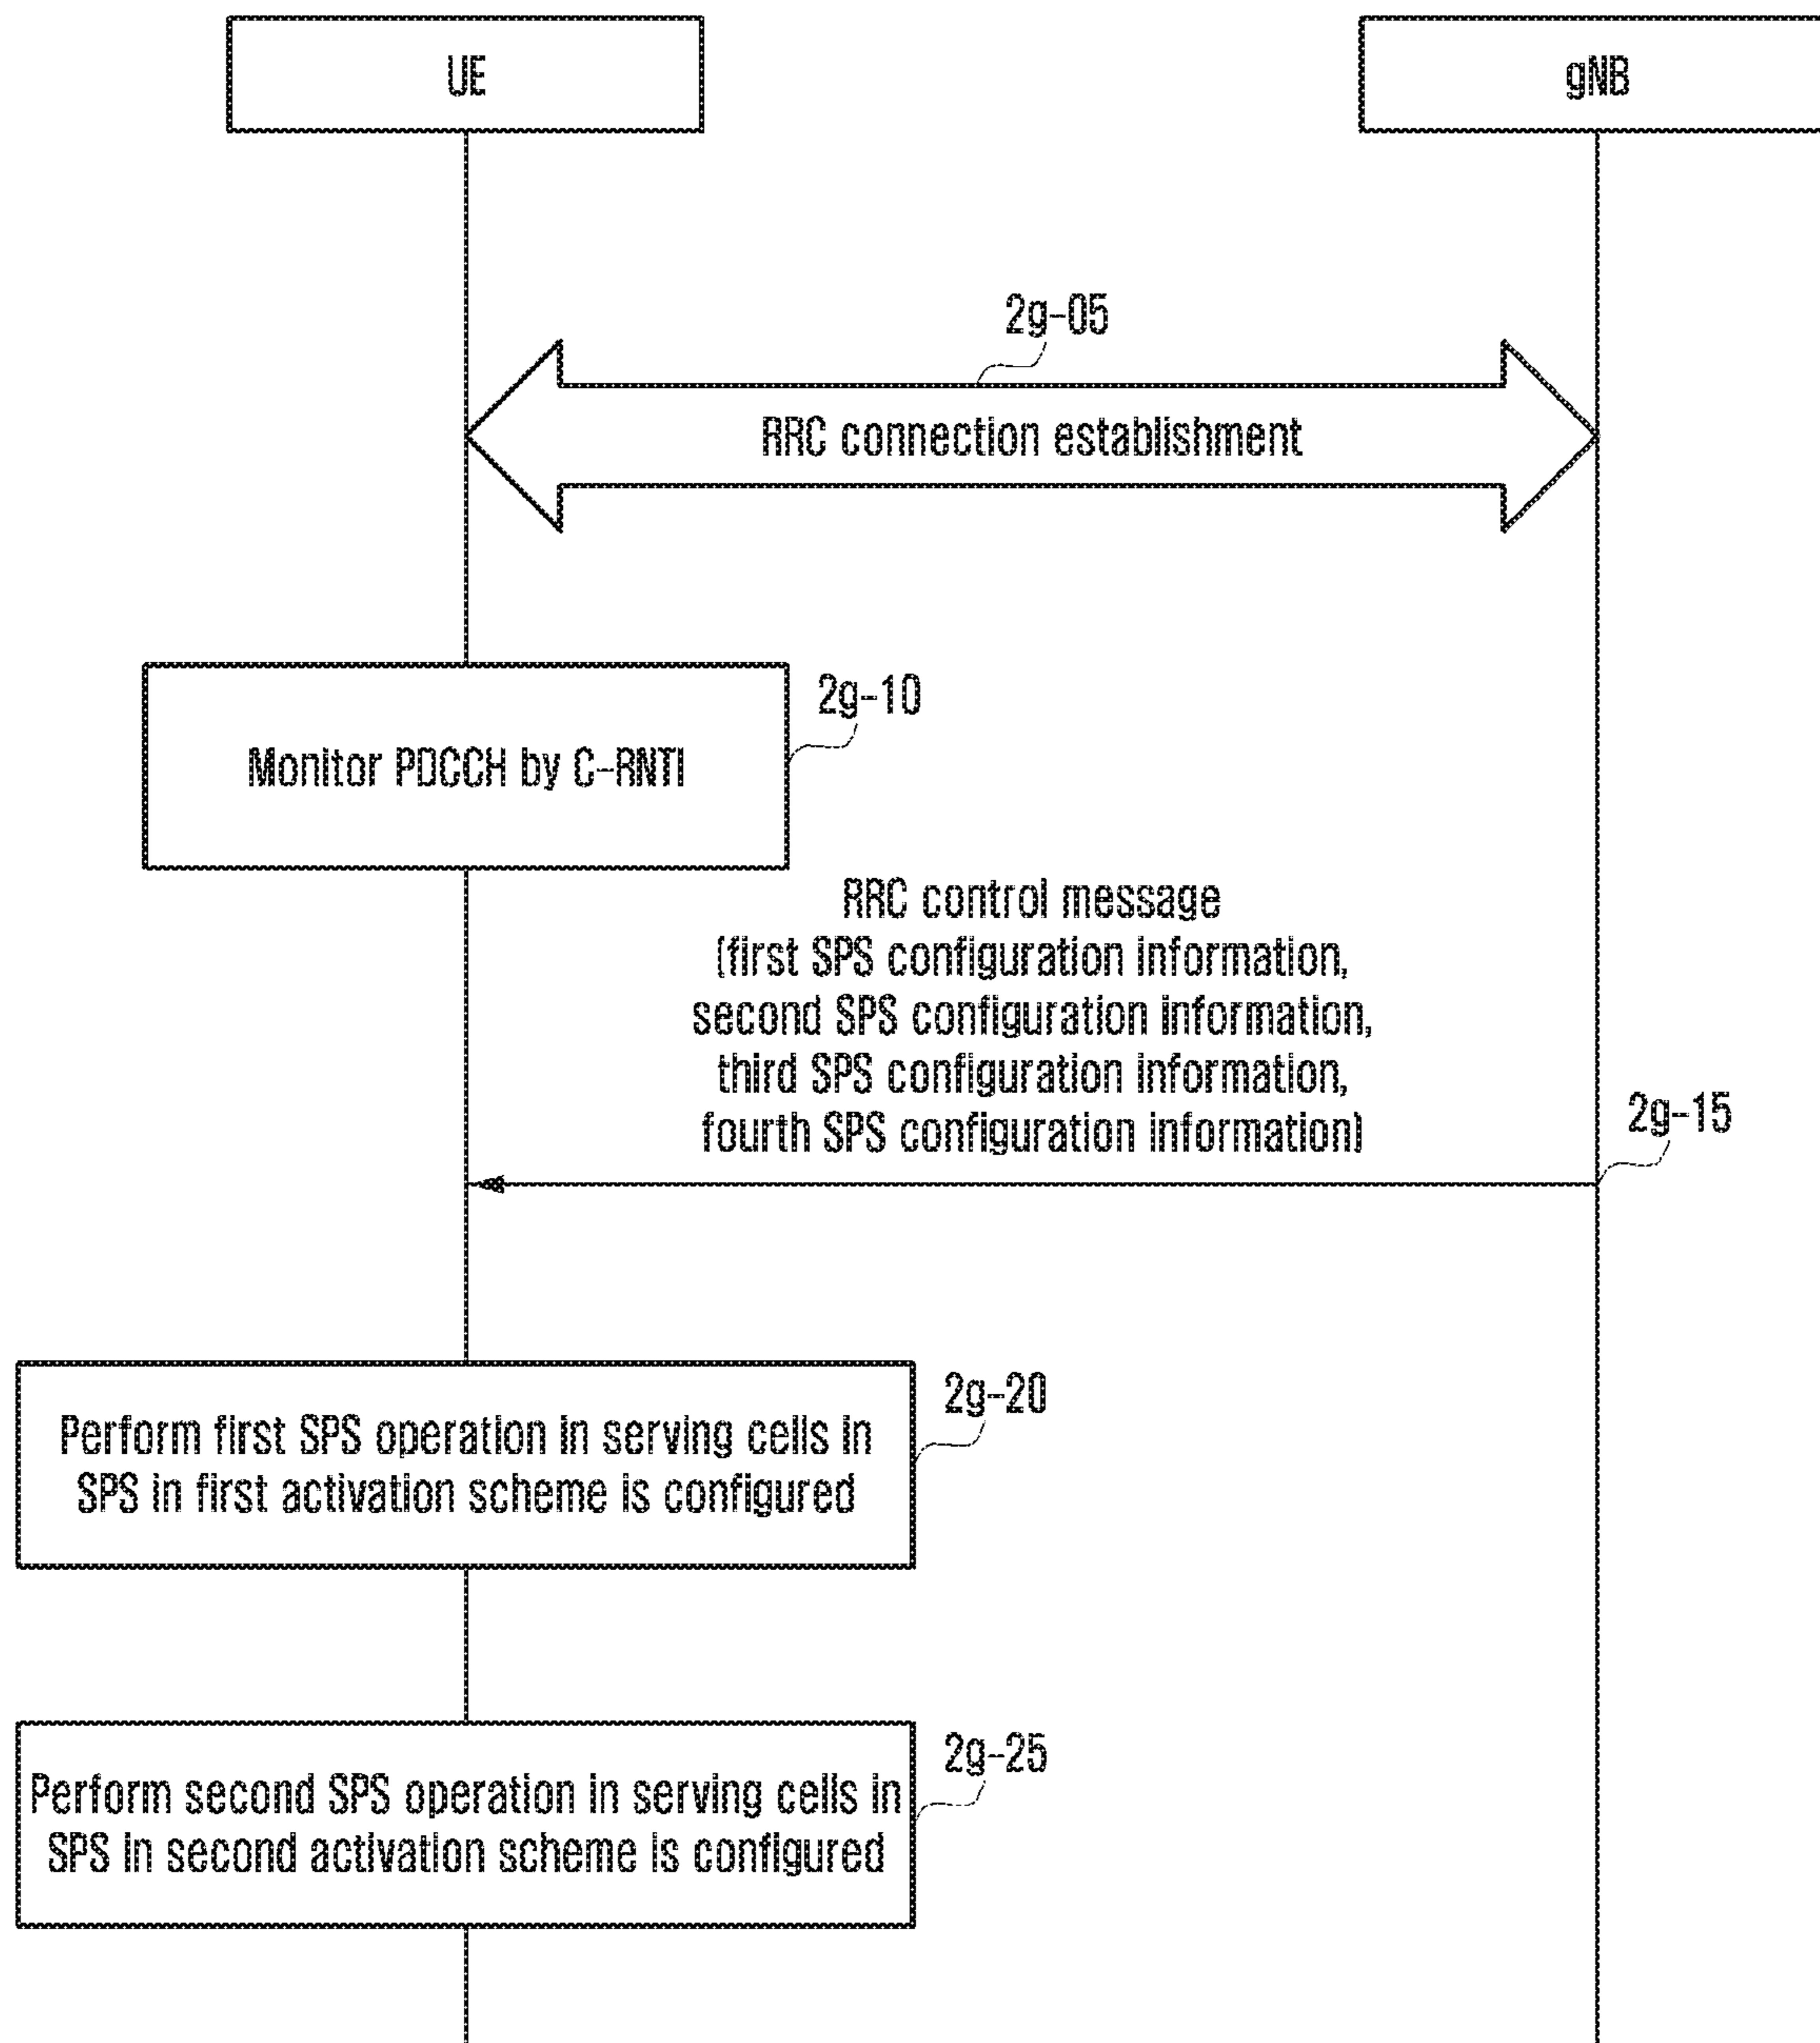 UE
gNB
2g-05
RRC connection establishment
2g-10
Monitor PDCCH by C-RNTI
RRC control message
(first SPS configuration information,
second SPS configuration information,
third SPS configuration information,
fourth SPS configuration information)
2g-15
2g-20
Perform first SPS operation in serving cells in
SPS in first activation scheme is configured
2g-25
Perform second SPS operation in serving cells in
SPS in second activation scheme is configured